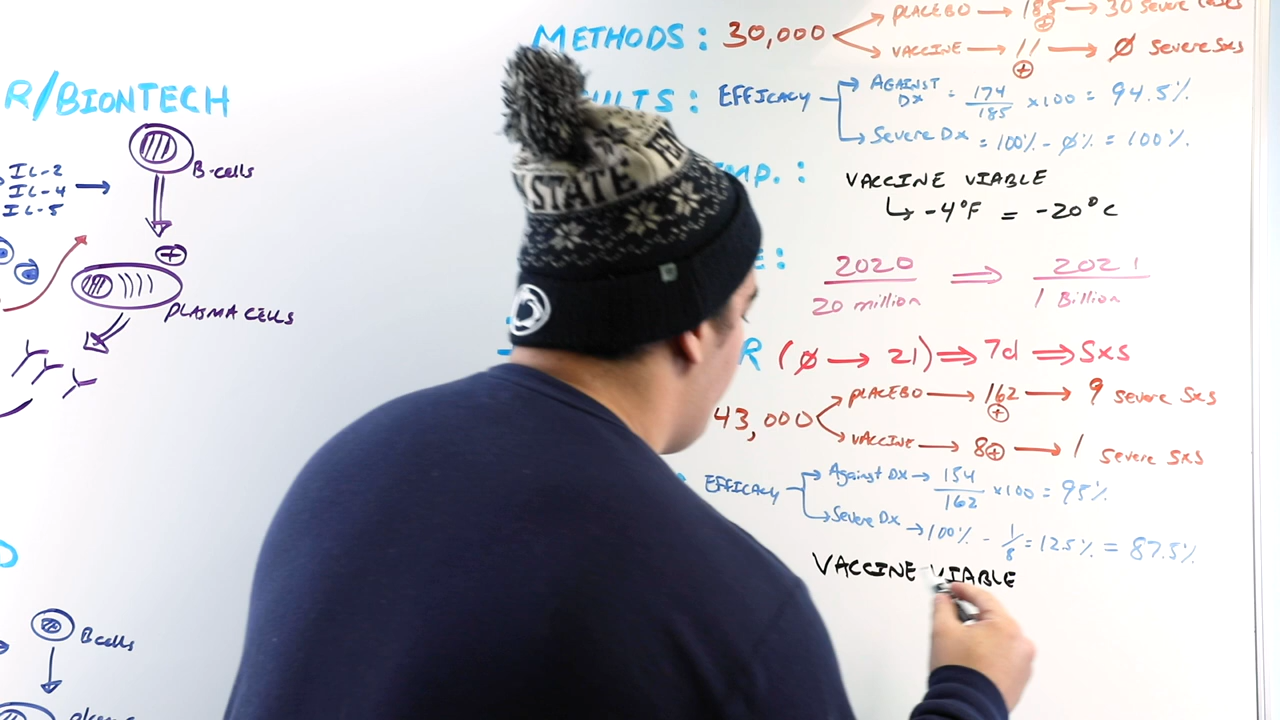 R/BIONTECH
IL-2
IL-4
IL-5
B-cells
PLASMA CELLS
B cells
METHODS: 30,000
PLACEBO → 185 → 30 severe cases
+
VACCINE → 11 → Ø Severe Sxs
+
ULTS: EFFICACY
AGAINST DX = 174/185 x100 = 94.5%
Severe Dx = 100% - Ø% = 100%.
MP.: VACCINE VIABLE
↳ -4°F = -20°C
E: 2020 ⇒ 2021
20 million 1 Billion
R (Ø → 21) ⇒ 7d ⇒ Sxs
43,000
PLACEBO → 162 → 9 severe Sxs
+
VACCINE → 8 + → 1 severe Sxs
EFFICACY
Against Dx → 154/162 x100 = 95%
Severe Dx → 100% - 1/8 = 12.5% = 87.5%
VACCINE VIABLE
STATE